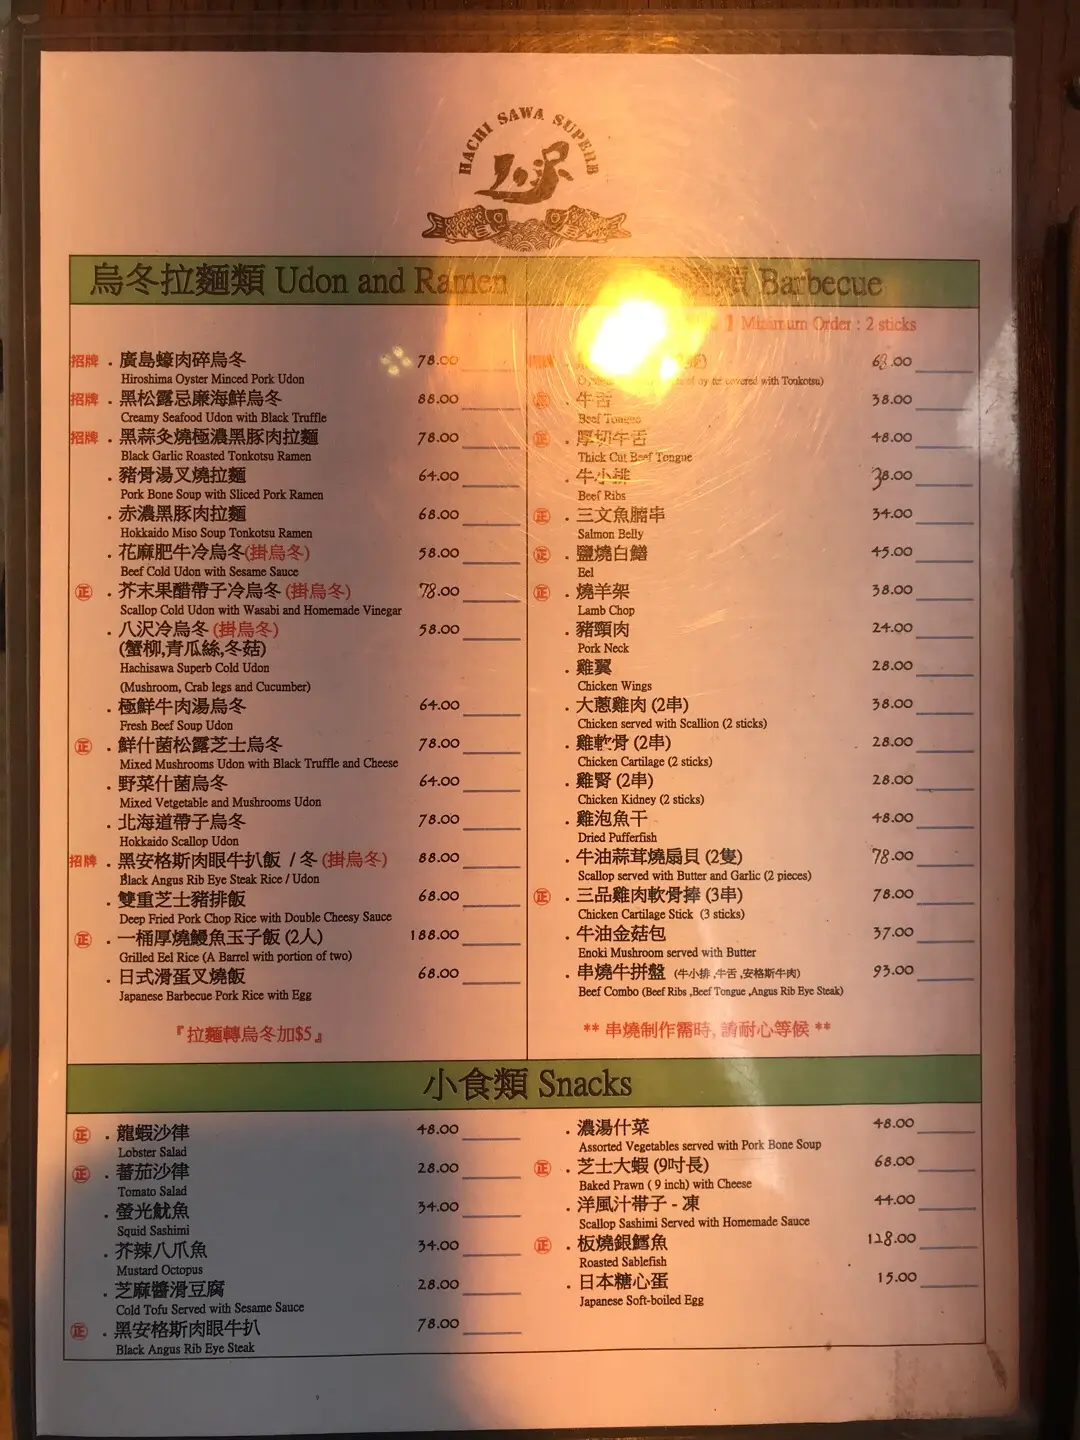 HACHI SAWA SUPERB
八沢
烏冬拉麵類 Udon and Ramen
招牌 . 廣島蠔肉碎烏冬 78.00
Hiroshima Oyster Minced Pork Udon
招牌 . 黑松露忌廉海鮮烏冬 88.00
Creamy Seafood Udon with Black Truffle
招牌 . 黑蒜灸燒極濃黑豚肉拉麵 78.00
Black Garlic Roasted Tonkotsu Ramen
. 豬骨湯叉燒拉麵 64.00
Pork Bone Soup with Sliced Pork Ramen
. 赤濃黑豚肉拉麵 68.00
Hokkaido Miso Soup Tonkotsu Ramen
. 花麻肥牛冷烏冬(掛烏冬) 58.00
Beef Cold Udon with Sesame Sauce
正 . 芥末果醋帶子冷烏冬 (掛烏冬) 78.00
Scallop Cold Udon with Wasabi and Homemade Vinegar
. 八沢冷烏冬 (掛烏冬) 58.00
(蟹柳,青瓜絲,冬菇)
Hachisawa Superb Cold Udon
(Mushroom, Crab legs and Cucumber)
. 極鮮牛肉湯烏冬 64.00
Fresh Beef Soup Udon
正 . 鮮什菌松露芝士烏冬 78.00
Mixed Mushrooms Udon with Black Truffle and Cheese
. 野菜什菌烏冬 64.00
Mixed Vetgetable and Mushrooms Udon
. 北海道帶子烏冬 78.00
Hokkado Scallop Udon
招牌 . 黑安格斯肉眼牛扒飯 / 冬 (掛烏冬) 88.00
Black Angus Rib Eye Steak Rice / Udon
. 雙重芝士豬排飯 68.00
Deep Fried Pork Chop Rice with Double Cheesy Sauce
正 . 一桶厚燒鰻魚玉子飯 (2人) 188.00
Grilled Eel Rice (A Barrel with portion of two)
. 日式滑蛋叉燒飯 68.00
Japanese Barbecue Pork Rice with Egg
『拉麵轉烏冬加$5』
類 Barbecue
Minimum Order : 2 sticks
68.00
covered with Tonkotsu)
. 牛舌 38.00
Beef Tongue
正 . 厚切牛舌 48.00
Thick Cut Beef Tongue
. 牛小排 38.00
Beef Ribs
正 . 三文魚腩串 34.00
Salmon Belly
正 . 鹽燒白鱔 45.00
Eel
正 . 燒羊架 38.00
Lamb Chop
. 豬頸肉 24.00
Pork Neck
. 雞翼 28.00
Chicken Wings
. 大蔥雞肉 (2串) 38.00
Chicken served with Scallion (2 sticks)
. 雞軟骨 (2串) 28.00
Chicken Cartilage (2 sticks)
. 雞腎 (2串) 28.00
Chicken Kidney (2 sticks)
. 雞泡魚干 48.00
Dried Pufferfish
. 牛油蒜茸燒扇貝 (2隻) 78.00
Scallop served with Butter and Garlic (2 pieces)
正 . 三品雞肉軟骨捧 (3串) 78.00
Chicken Cartilage Stick (3 sticks)
. 牛油金菇包 37.00
Enoki Mushroom served with Butter
. 串燒牛拼盤 (牛小排 ,牛舌 ,安格斯牛肉) 93.00
Beef Combo (Beef Ribs ,Beef Tongue ,Angus Rib Eye Steak)
** 串燒制作需時, 請耐心等候 **
小食類 Snacks
正 . 龍蝦沙律 48.00
Lobster Salad
正 . 蕃茄沙律 28.00
Tomato Salad
. 螢光魷魚 34.00
Squid Sashimi
. 芥辣八爪魚 34.00
Mustard Octopus
. 芝麻醬滑豆腐 28.00
Cold Tofu Served with Sesame Sauce
正 . 黑安格斯肉眼牛扒 78.00
Black Angus Rib Eye Steak
. 濃湯什菜 48.00
Assorted Vegetables served with Pork Bone Soup
正 . 芝士大蝦 (9吋長) 68.00
Baked Prawn ( 9 inch) with Cheese
. 洋風汁帶子 - 凍 44.00
Scallop Sashimi Served with Homemade Sauce
正 . 板燒銀鱈魚 128.00
Roasted Sablefish
. 日本糖心蛋 15.00
Japanese Soft-boiled Egg